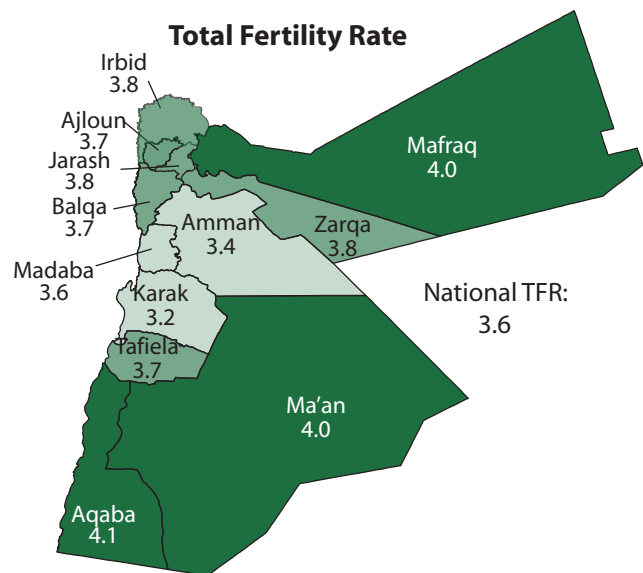 Total Fertility Rate
Irbid
3.8
Ajloun
3.7
Jarash
3.8
Balqa
3.7
Madaba
3.6
Mafraq
4.0
Zarqa
3.8
Amman
3.4
Karak
3.2
Tafiela
3.7
National TFR:
3.6
Ma’an
4.0
Aqaba
4.1